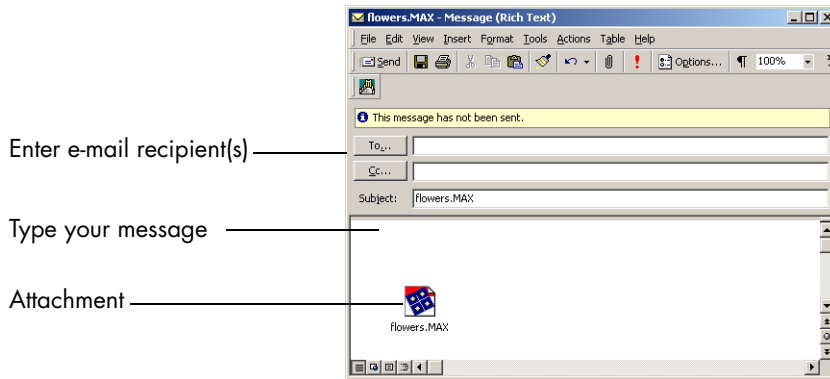 flowers.MAX - Message (Rich Text)
File Edit View Insert Format Tools Actions Table Help
Send Options... ¶ 100%
This message has not been sent.
Enter e-mail recipient(s)
To...
Cc...
Subject: flowers.MAX
Type your message
Attachment
flowers.MAX